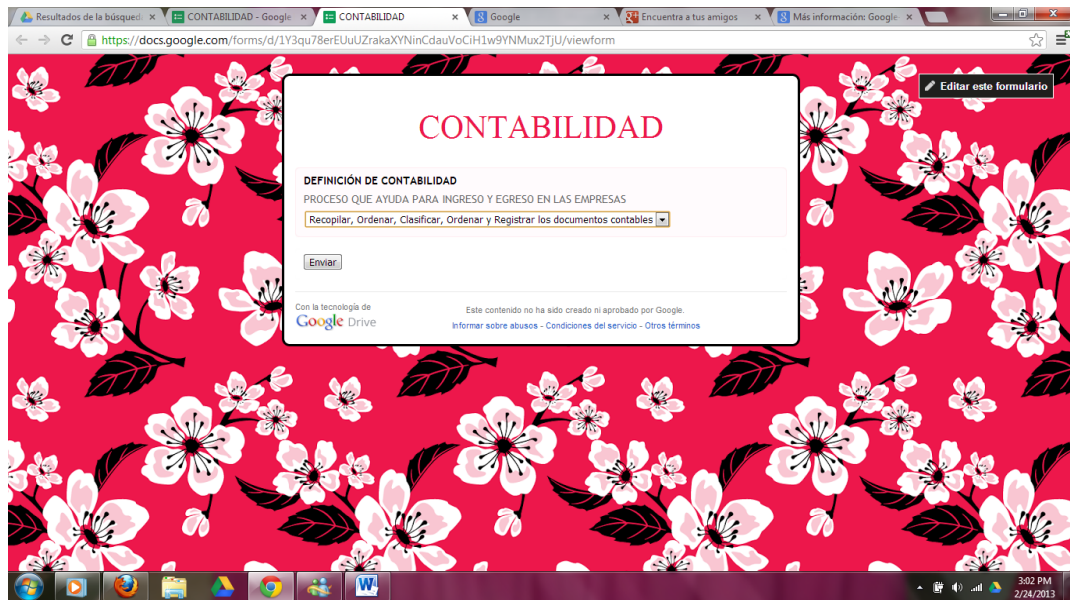 Resultados de la búsqued
CONTABILIDAD - Google
CONTABILIDAD
Google
Encuentra a tus amigos
Más información: Google
https://docs.google.com/forms/d/1Y3qu78erEUuUZrakaXYNinCdauVoCiH1w9YNMux2TjU/viewform
Editar este formulario
CONTABILIDAD
DEFINICIÓN DE CONTABILIDAD
PROCESO QUE AYUDA PARA INGRESO Y EGRESO EN LAS EMPRESAS
Recopilar, Ordenar, Clasificar, Ordenar y Registrar los documentos contables
Enviar
Con la tecnología de
Google Drive
Este contenido no ha sido creado ni aprobado por Google.
Informar sobre abusos - Condiciones del servicio - Otros términos
3:02 PM
2/24/2013